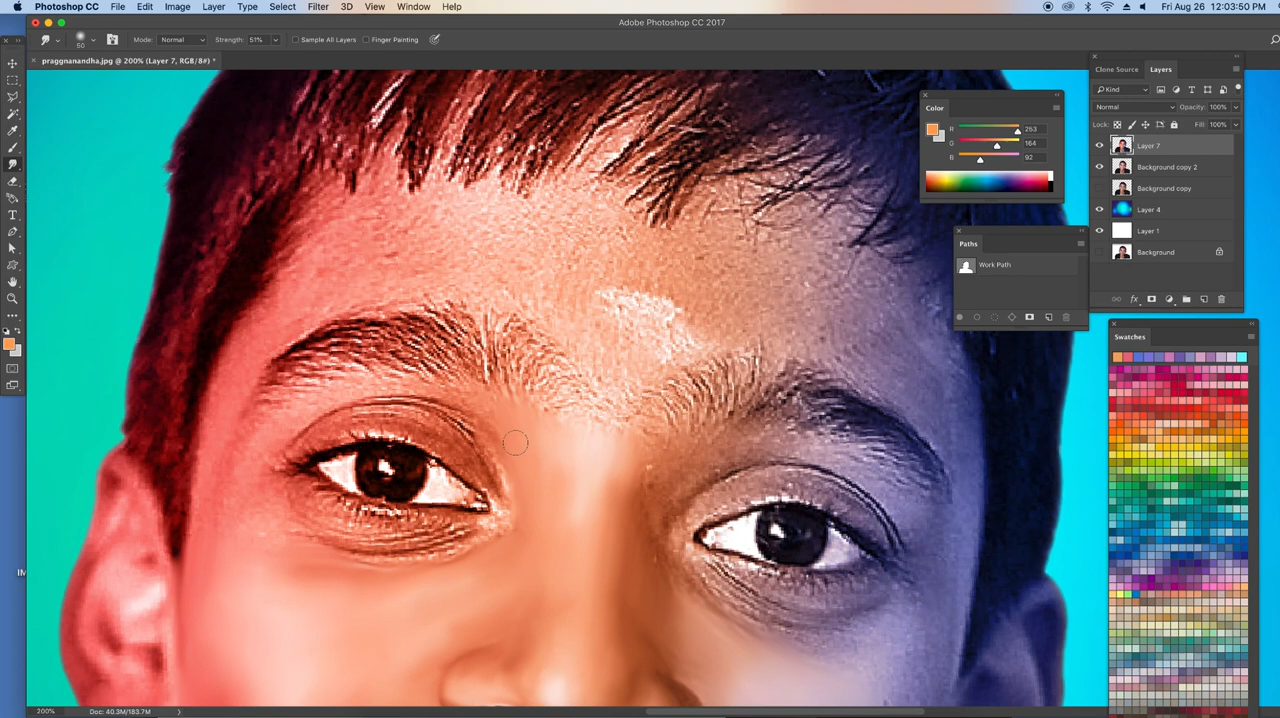 Photoshop CC File Edit Image Layer Type Select Filter 3D View Window Help Fri Aug 26 12:03:50 PM
Adobe Photoshop CC 2017
50 Mode: Normal Strength: 51% Sample All Layers Finger Painting
praggnanandha.jpg @ 200% (Layer 7, RGB/8#) *
Clone Source Layers
Kind
Normal Opacity: 100%
Lock: Fill: 100%
Layer 7
Background copy 2
Background copy
Layer 4
Layer 1
Background
Color
R 253
G 164
B 92
Paths
Work Path
Swatches
IM
200% Doc: 40.3M/183.7M